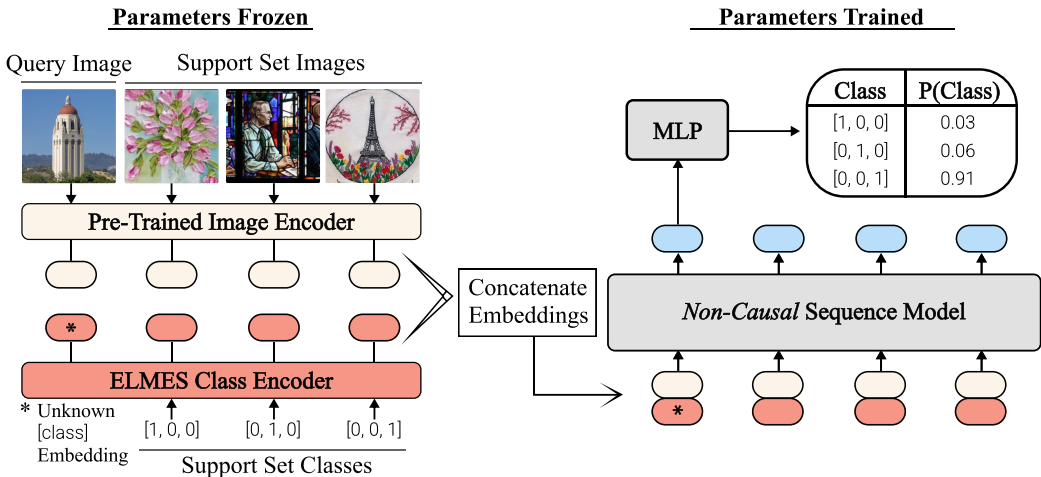 Parameters Frozen
Query Image
Support Set Images
Pre-Trained Image Encoder
*
ELMES Class Encoder
* Unknown
[class]
Embedding
[1, 0, 0]
[0, 1, 0]
[0, 0, 1]
Support Set Classes
Concatenate
Embeddings
Parameters Trained
MLP
Class P(Class)
[1, 0, 0] 0.03
[0, 1, 0] 0.06
[0, 0, 1] 0.91
Non-Causal Sequence Model
*